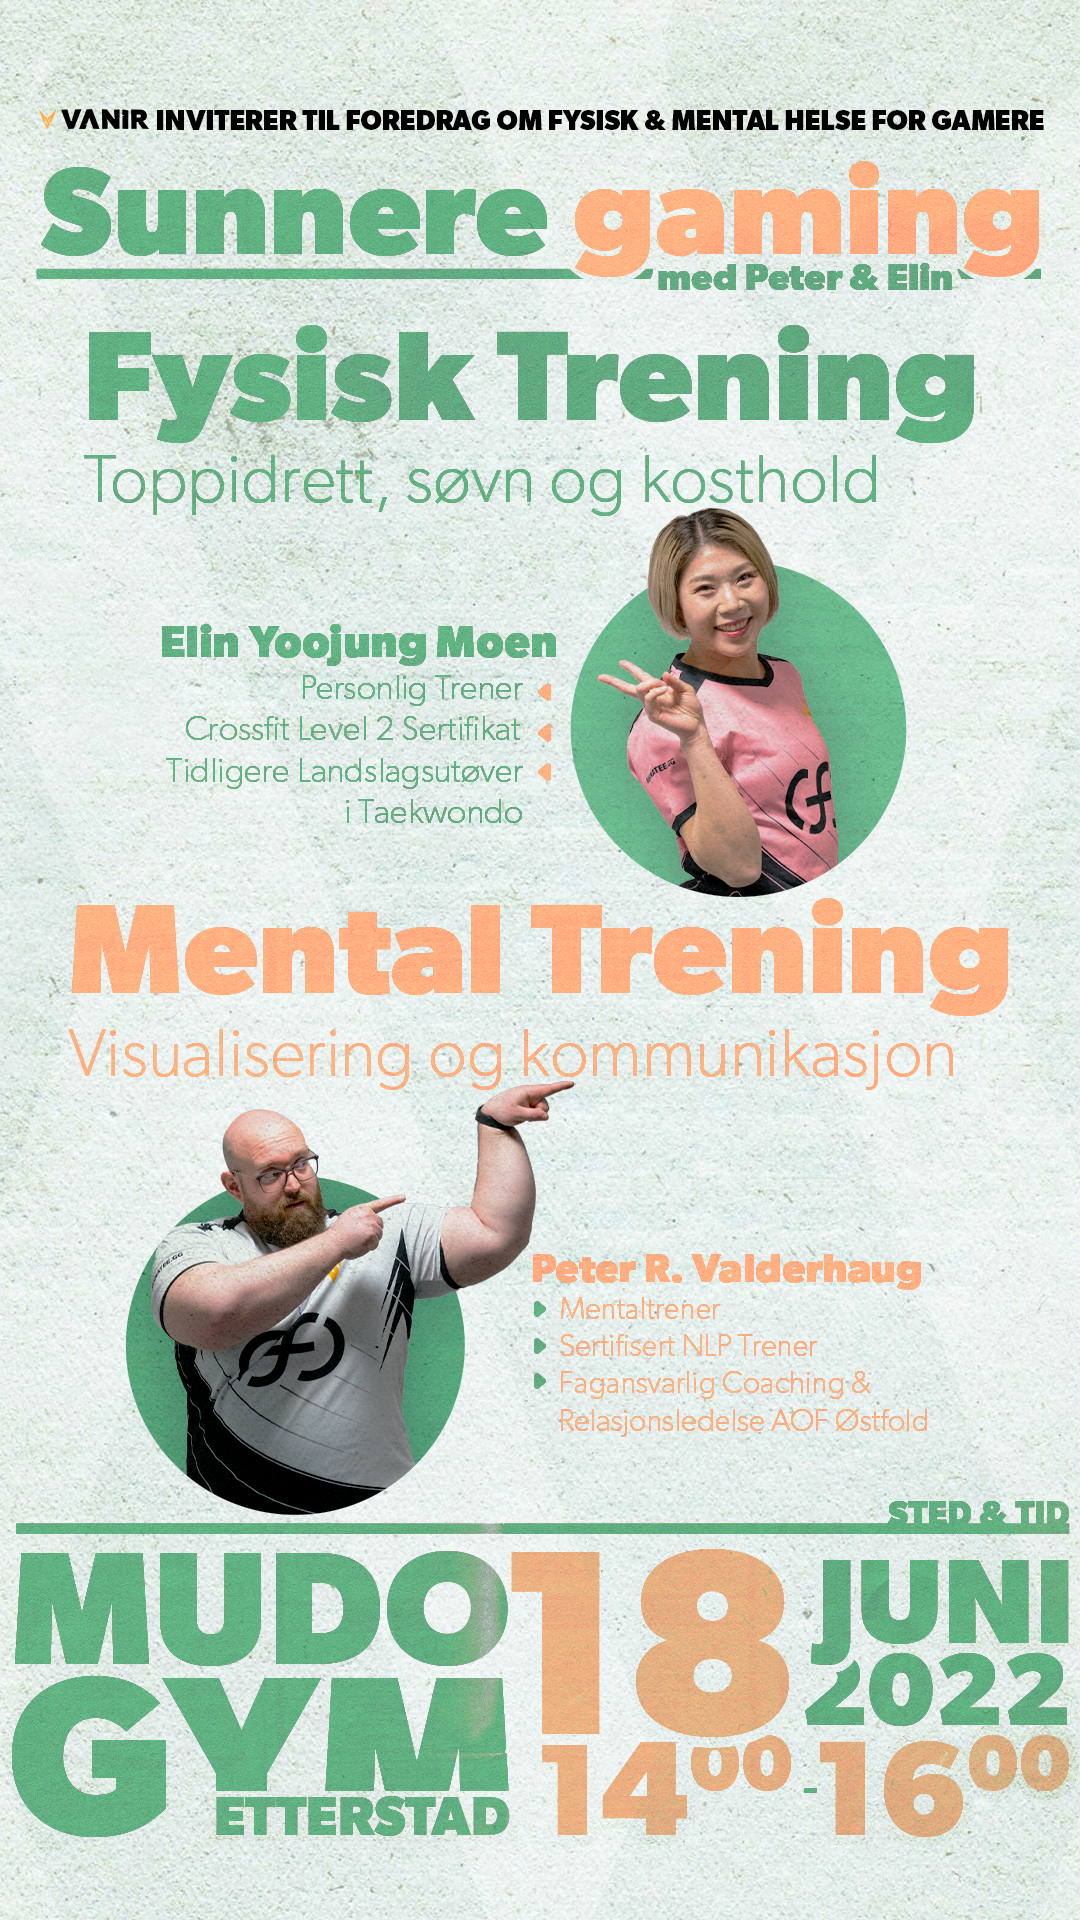 VANIR INVITERER TIL FOREDRAG OM FYSISK & MENTAL HELSE FOR GAMERE
Sunnere gaming
med Peter & Elin
Fysisk Trening
Toppidrett, søvn og kosthold
Elin Yoojung Moen
Personlig Trener
Crossfit Level 2 Sertifikat
Tidligere Landslagsutøver
i Taekwondo
Mental Trening
Visualisering og kommunikasjon
Peter R. Valderhaug
Mentaltrener
Sertifisert NLP Trener
Fagansvarlig Coaching &
Relasjonsledelse AOF Østfold
STED & TID
MUDO
GYM
ETTERSTAD
18
JUNI
2022
1400-1600